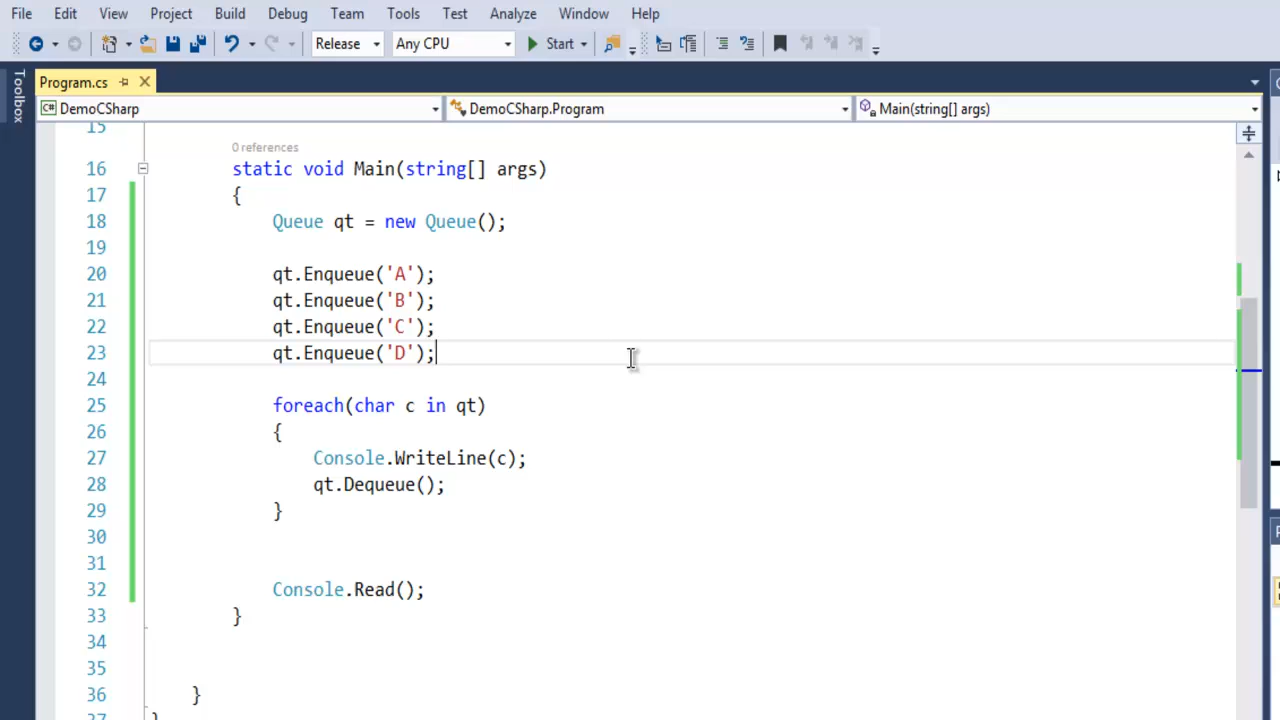 File Edit View Project Build Debug Team Tools Test Analyze Window Help
Release Any CPU Start
Toolbox
Program.cs
C# DemoCSharp DemoCSharp.Program Main(string[] args)
15
0 references
16 static void Main(string[] args)
17 {
18 Queue qt = new Queue();
19
20 qt.Enqueue('A');
21 qt.Enqueue('B');
22 qt.Enqueue('C');
23 qt.Enqueue('D');
24
25 foreach(char c in qt)
26 {
27 Console.WriteLine(c);
28 qt.Dequeue();
29 }
30
31
32 Console.Read();
33 }
34
35
36 }
37 }